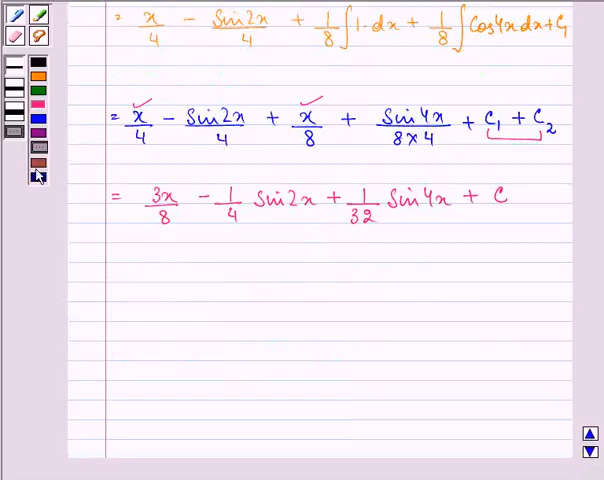 = x/4 - Sin2x/4 + 1/8 ∫1·dx + 1/8 ∫Cos4x dx + C₁
= x/4 - Sin2x/4 + x/8 + Sin4x/(8×4) + C₁ + C₂
= 3x/8 - 1/4 Sin2x + 1/32 Sin4x + C